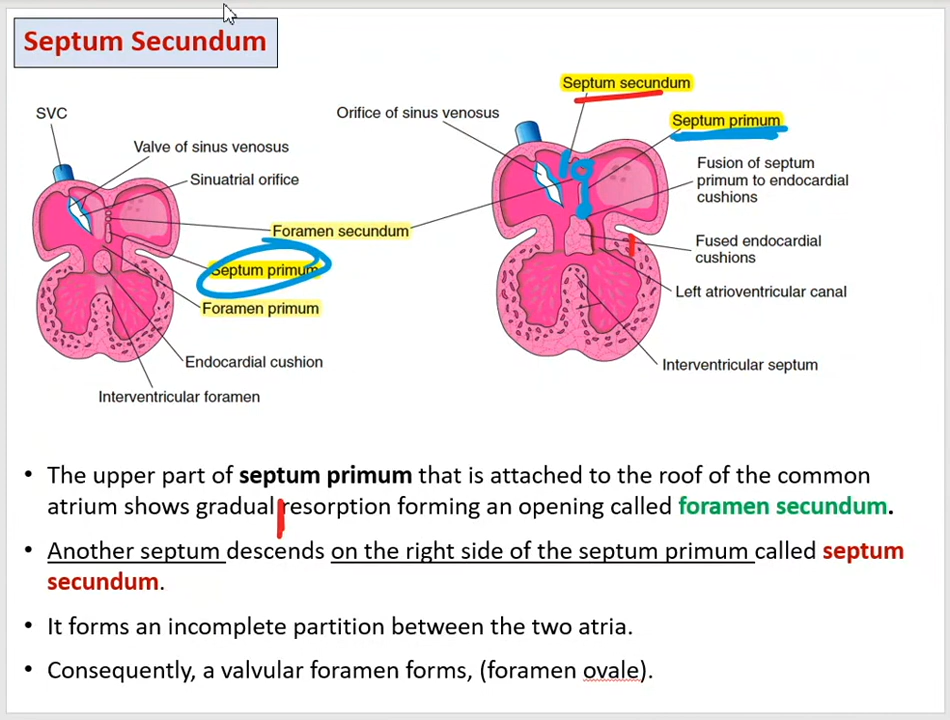 Septum Secundum
SVC
Valve of sinus venosus
Sinuatrial orifice
Foramen secundum
Septum primum
Foramen primum
Endocardial cushion
Interventricular foramen
Orifice of sinus venosus
Septum secundum
Septum primum
Fusion of septum
primum to endocardial
cushions
Fused endocardial
cushions
Left atrioventricular canal
Interventricular septum
• The upper part of septum primum that is attached to the roof of the common
atrium shows gradual resorption forming an opening called foramen secundum.
• Another septum descends on the right side of the septum primum called septum
secundum.
• It forms an incomplete partition between the two atria.
• Consequently, a valvular foramen forms, (foramen ovale).